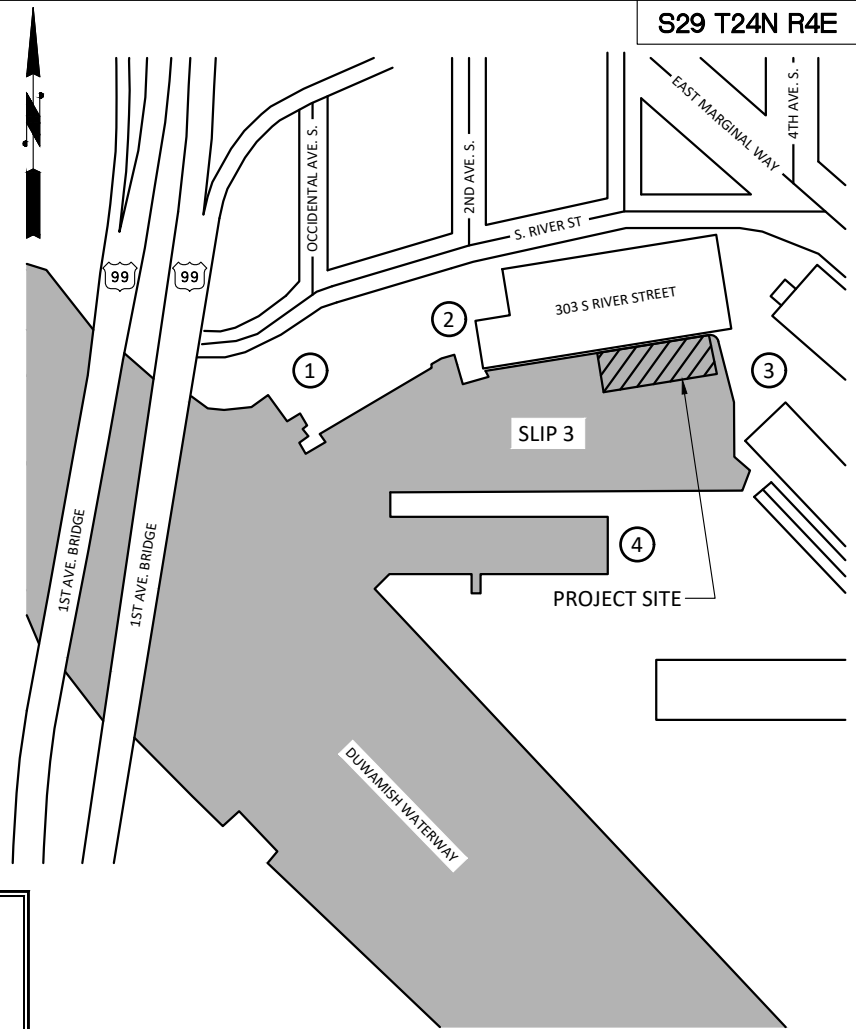 S29 T24N R4E
EAST MARGINAL WAY
4TH AVE. S.
OCCIDENTAL AVE. S.
2ND AVE. S.
S. RIVER ST
99
99
303 S RIVER STREET
2
1
3
SLIP 3
4
1ST AVE. BRIDGE
1ST AVE. BRIDGE
PROJECT SITE
DUWAMISH WATERWAY